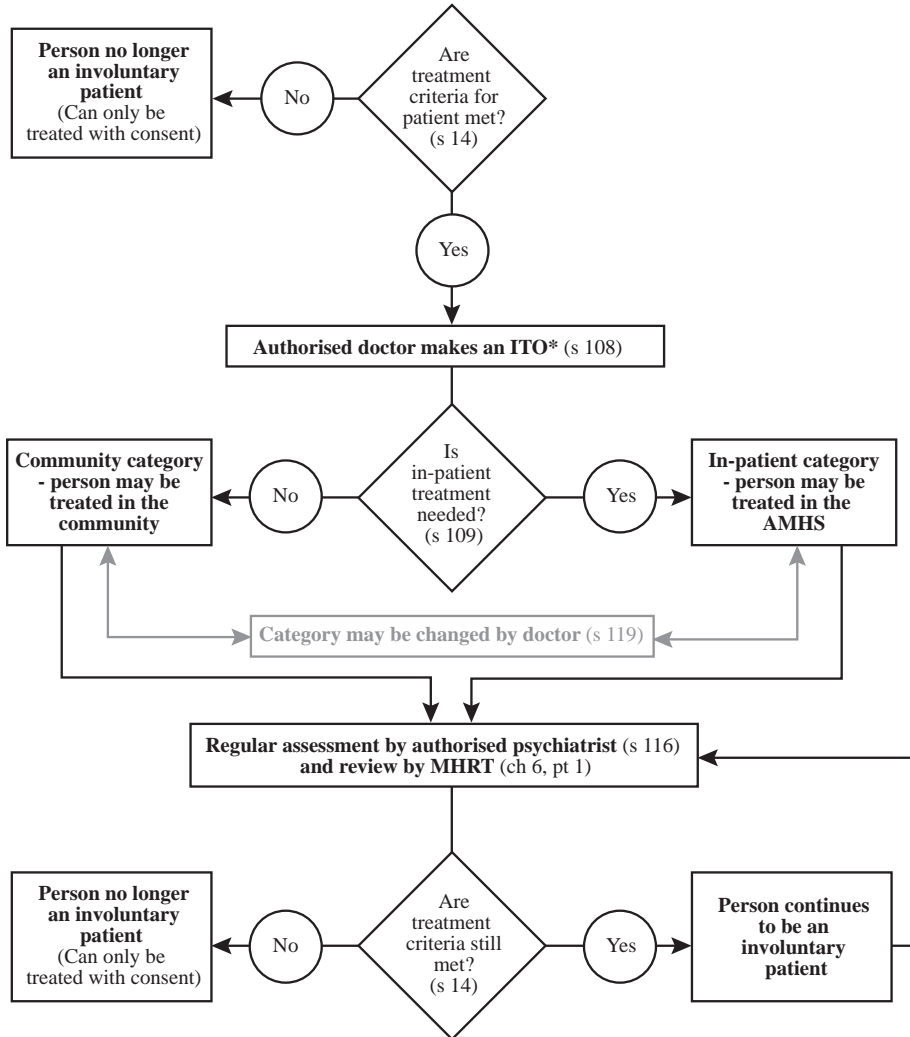 Person no longer
an involuntary
patient
(Can only be
treated with consent)
No
Are
treatment
criteria for
patient met?
(s 14)
Yes
Authorised doctor makes an ITO* (s 108)
Community category
- person may be
treated in the
community
No
Is
in-patient
treatment
needed?
(s 109)
Yes
In-patient category
- person may be
treated in the
AMHS
Category may be changed by doctor (s 119)
Regular assessment by authorised psychiatrist (s 116)
and review by MHRT (ch 6, pt 1)
Person no longer
an involuntary
patient
(Can only be
treated with consent)
No
Are
treatment
criteria still
met?
(s 14)
Yes
Person continues
to be an
involuntary
patient